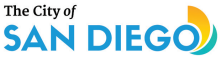 The City of
SAN DIEGO